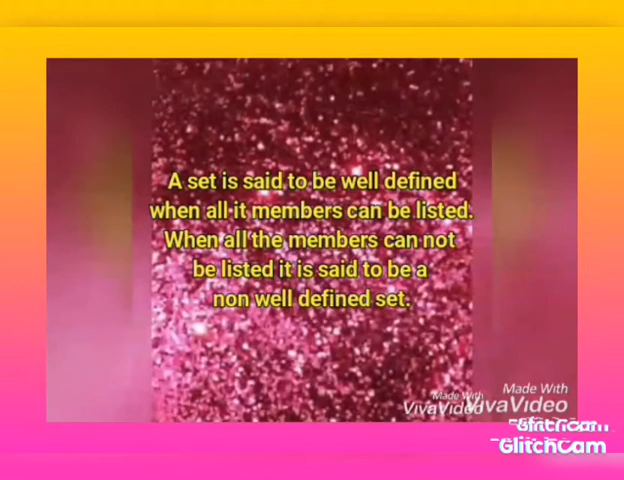 A set is said to be well defined
when all it members can be listed.
When all the members can not
be listed it is said to be a
non well defined set.
Made With
VivaVideo
Made With
VivaVideo
GlitchCam
GlitchCam